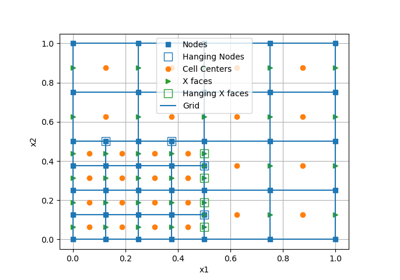 1.0
0.8
0.6
0.4
0.2
0.0
Nodes
Hanging Nodes
Cell Centers
X faces
Hanging X faces
Grid
x2
0.0
0.2
0.4
0.6
0.8
1.0
x1